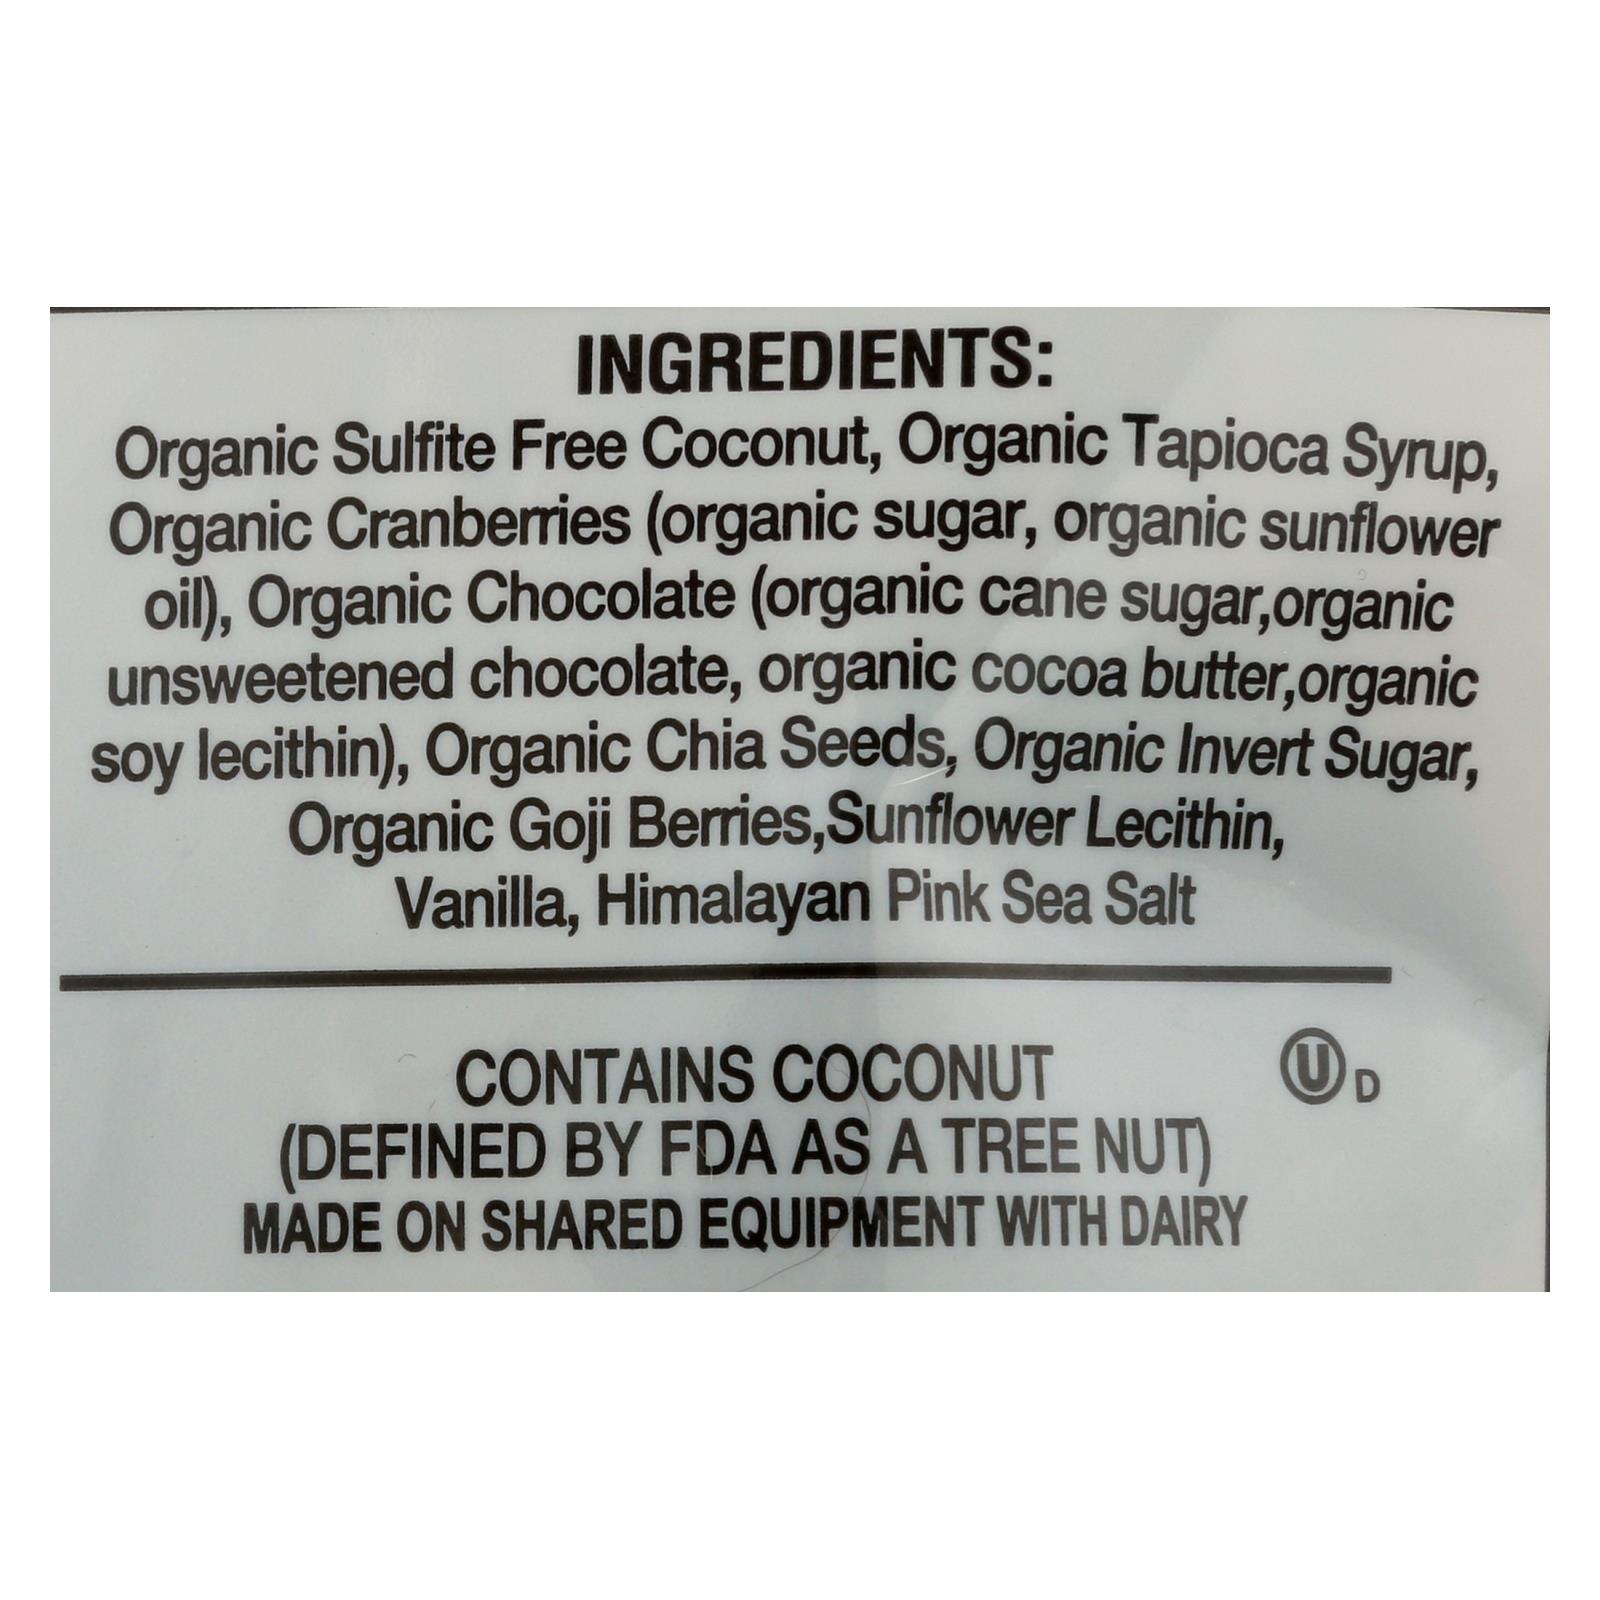 INGREDIENTS:
Organic Sulfite Free Coconut, Organic Tapioca Syrup,
Organic Cranberries (organic sugar, organic sunflower
oil), Organic Chocolate (organic cane sugar,organic
unsweetened chocolate, organic cocoa butter,organic
soy lecithin), Organic Chia Seeds, Organic Invert Sugar,
Organic Goji Berries,Sunflower Lecithin,
Vanilla, Himalayan Pink Sea Salt
CONTAINS COCONUT
(DEFINED BY FDA AS A TREE NUT)
MADE ON SHARED EQUIPMENT WITH DAIRY
U D